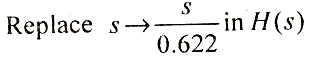 Replace s→s/0.622 in H(s)